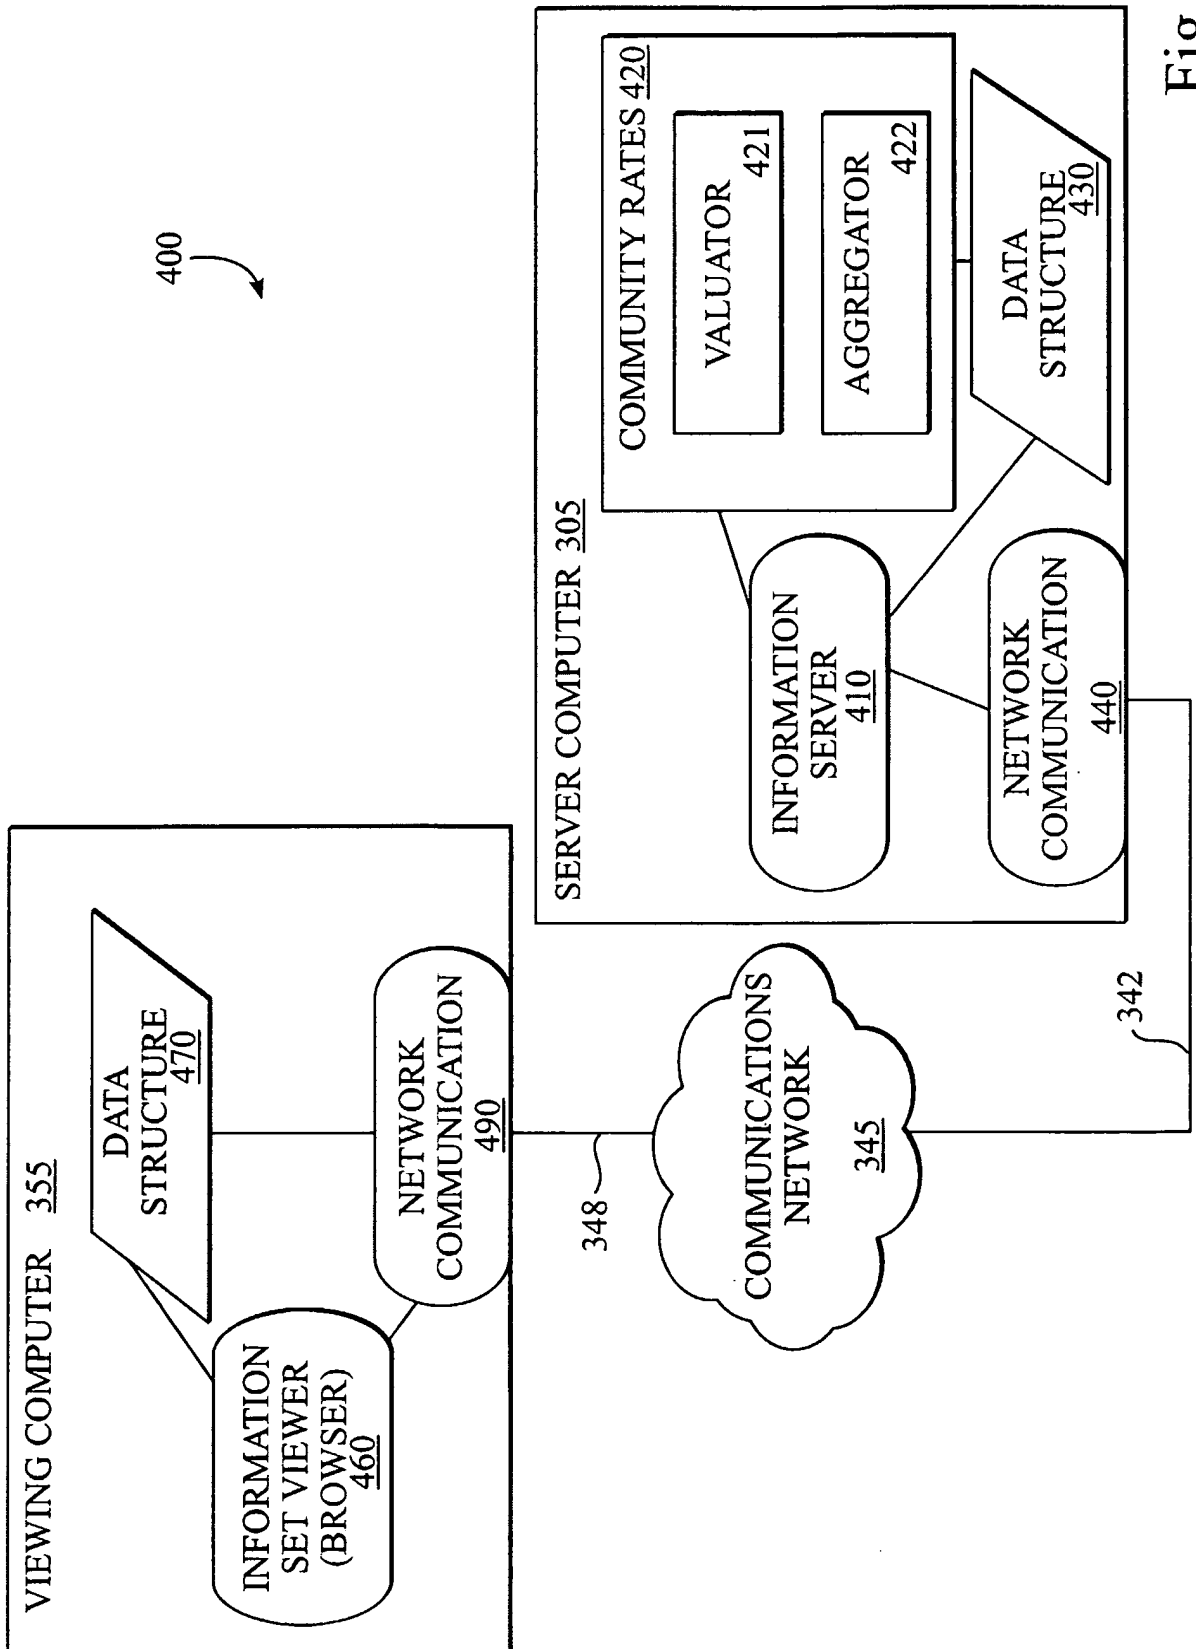 400
VIEWING COMPUTER 355
DATA
STRUCTURE
470
INFORMATION
SET VIEWER
(BROWSER)
460
NETWORK
COMMUNICATION
490
348
COMMUNICATIONS
NETWORK
345
342
SERVER COMPUTER 305
COMMUNITY RATES 420
VALUATOR
421
AGGREGATOR
422
INFORMATION
SERVER
410
DATA
STRUCTURE
430
NETWORK
COMMUNICATION
440
Fig